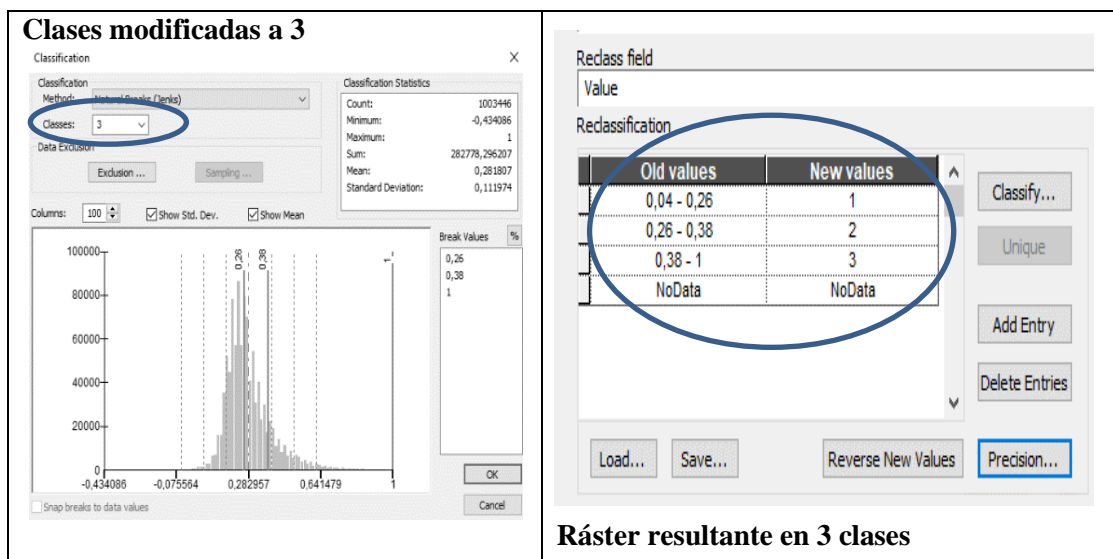 Clases modificadas a 3
Classification
X
Classification
Method: Natural Breaks (Jenks)
Classes: 3
Data Exclusion
Exclusion ...
Sampling ...
Classification Statistics
Count: 1003446
Minimum: -0,434086
Maximum: 1
Sum: 282778,296207
Mean: 0,281807
Standard Deviation: 0,111974
Columns: 100
Show Std. Dev.
Show Mean
Break Values %
0,26
0,38
1
0,26
0,38
1
100000
80000
60000
40000
20000
0
-0,434086 -0,075564 0,282957 0,641479 1
OK
Cancel
Snap breaks to data values
Reclass field
Value
Reclassification
Old values New values
0,04 - 0,26 1
0,26 - 0,38 2
0,38 - 1 3
NoData NoData
Classify...
Unique
Add Entry
Delete Entries
Load... Save... Reverse New Values Precision...
Ráster resultante en 3 clases